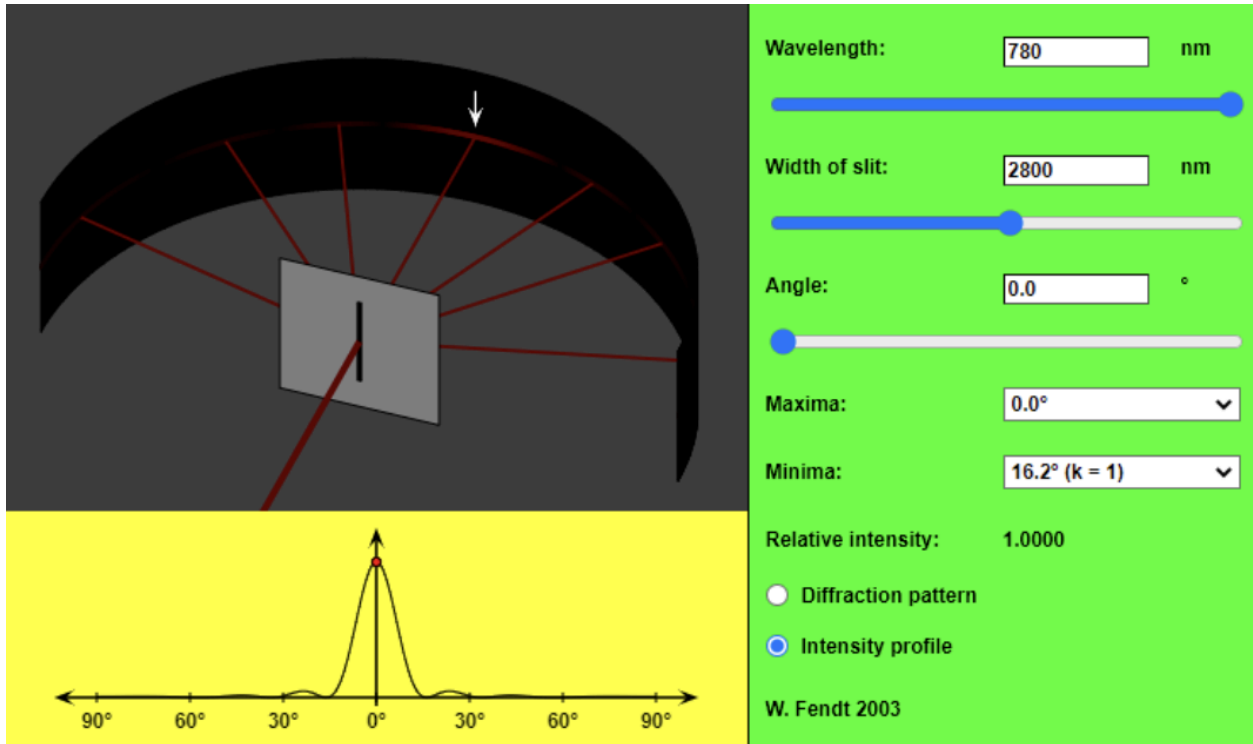 Wavelength: 780 nm
Width of slit: 2800 nm
Angle: 0.0 °
Maxima: 0.0°
Minima: 16.2° (k = 1)
Relative intensity: 1.0000
Diffraction pattern
Intensity profile
W. Fendt 2003
90° 60° 30° 0° 30° 60° 90°